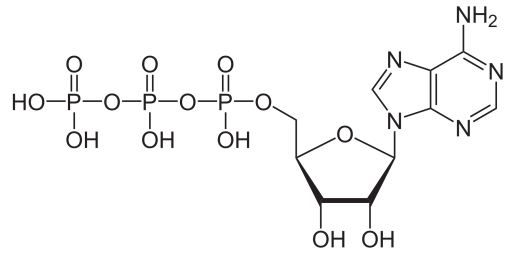 NH₂
O O O N N
HO P O P O P O
OH OH OH O N N
OH OH